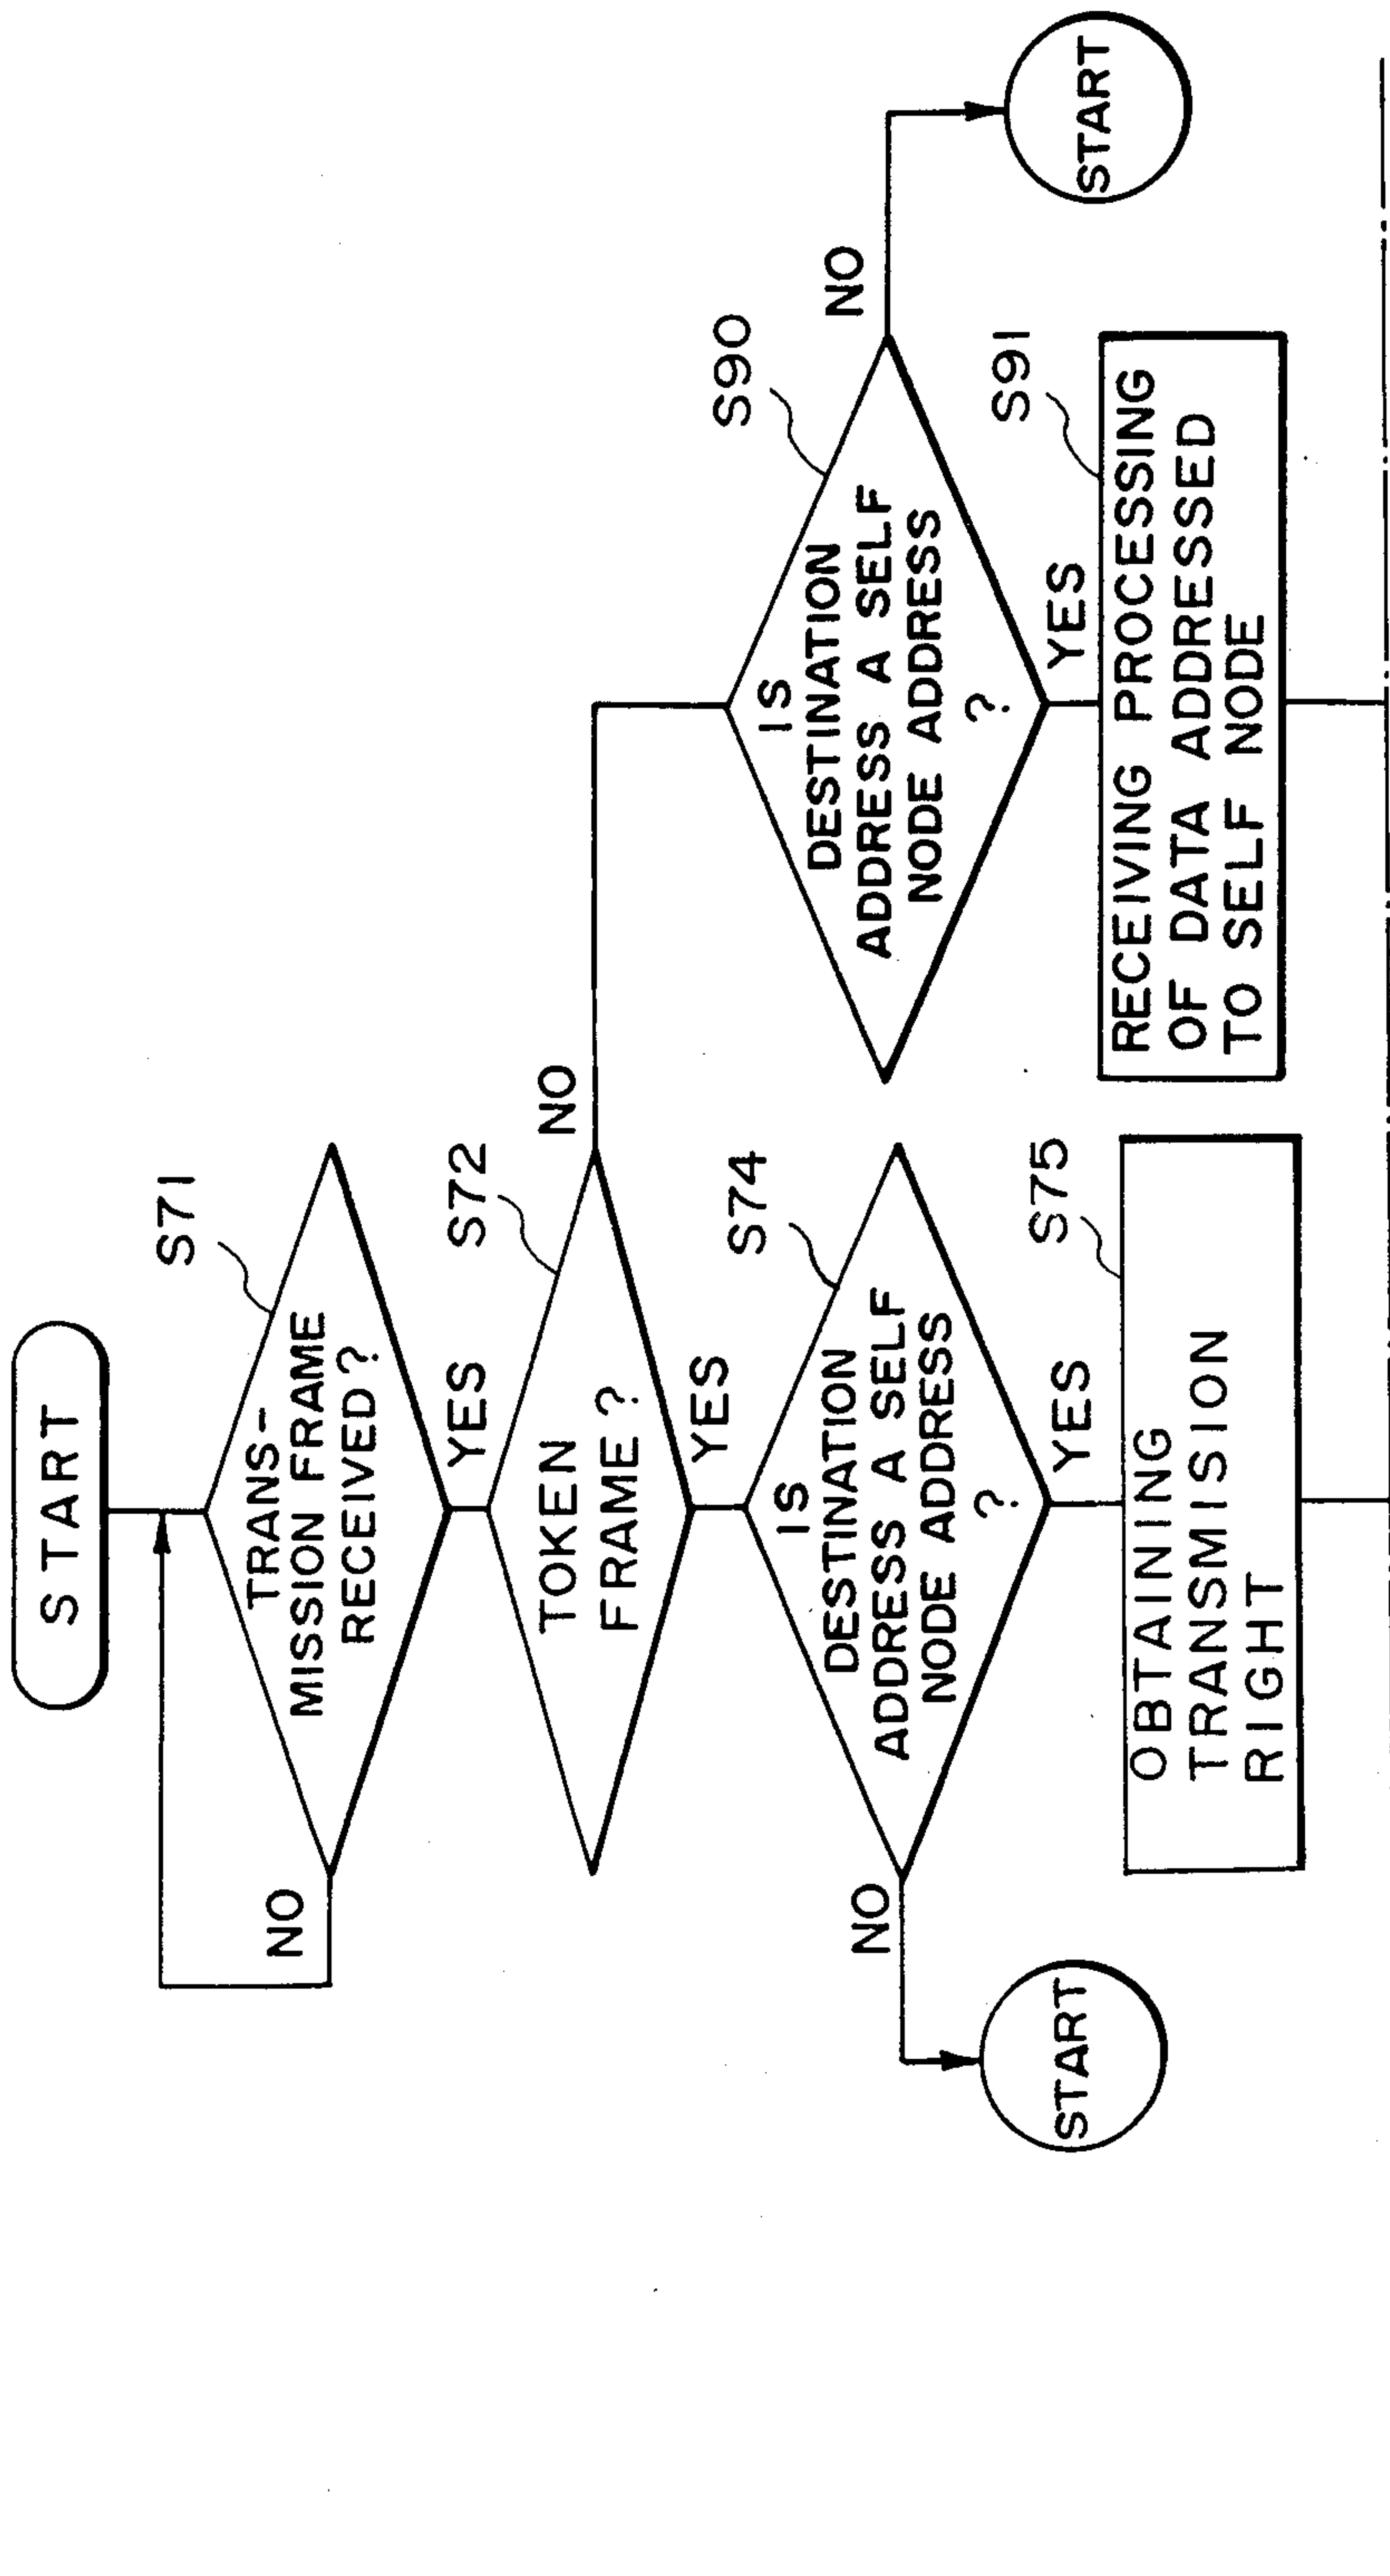 START
S71
TRANS-
MISSION FRAME
RECEIVED?
NO
YES
S72
TOKEN
FRAME?
NO
YES
S74
IS
DESTINATION
ADDRESS A SELF
NODE ADDRESS
?
NO
START
YES
S75
OBTAINING
TRANSMISION
RIGHT
S90
IS
DESTINATION
ADDRESS A SELF
NODE ADDRESS
?
NO
START
YES
S91
RECEIVING PROCESSING
OF DATA ADDRESSED
TO SELF NODE